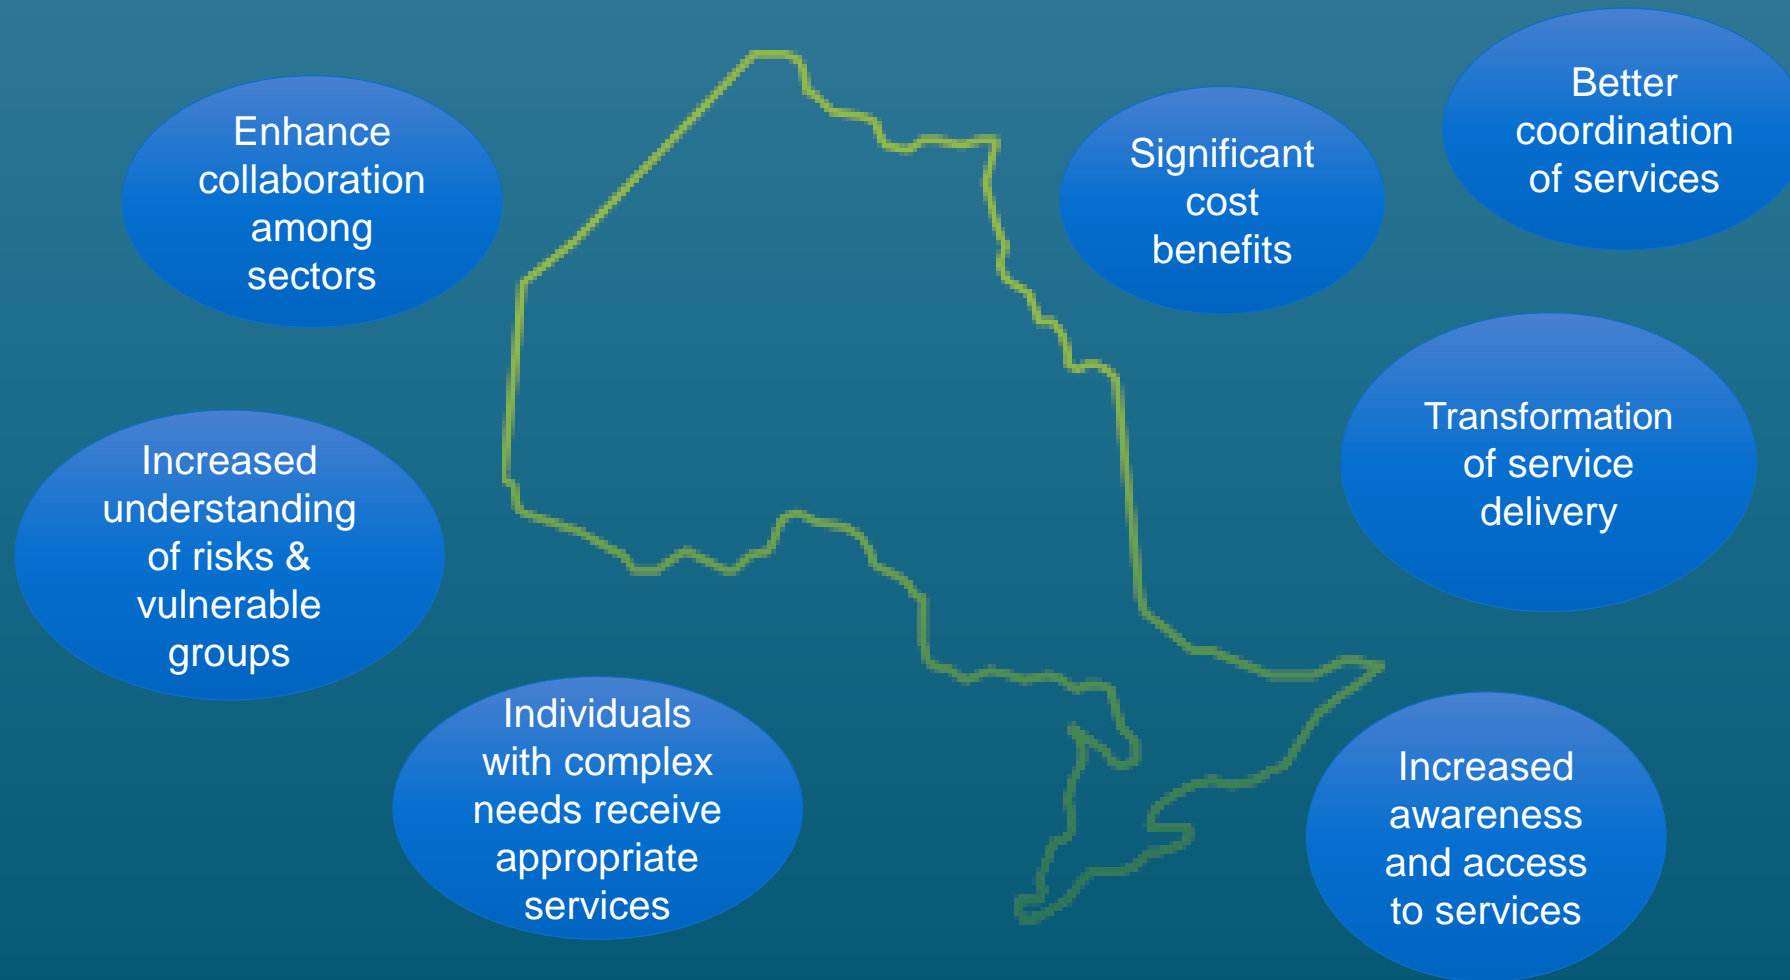 Enhance
collaboration
among
sectors
Significant
cost
benefits
Better
coordination
of services
Increased
understanding
of risks &
vulnerable
groups
Transformation
of service
delivery
Individuals
with complex
needs receive
appropriate
services
Increased
awareness
and access
to services